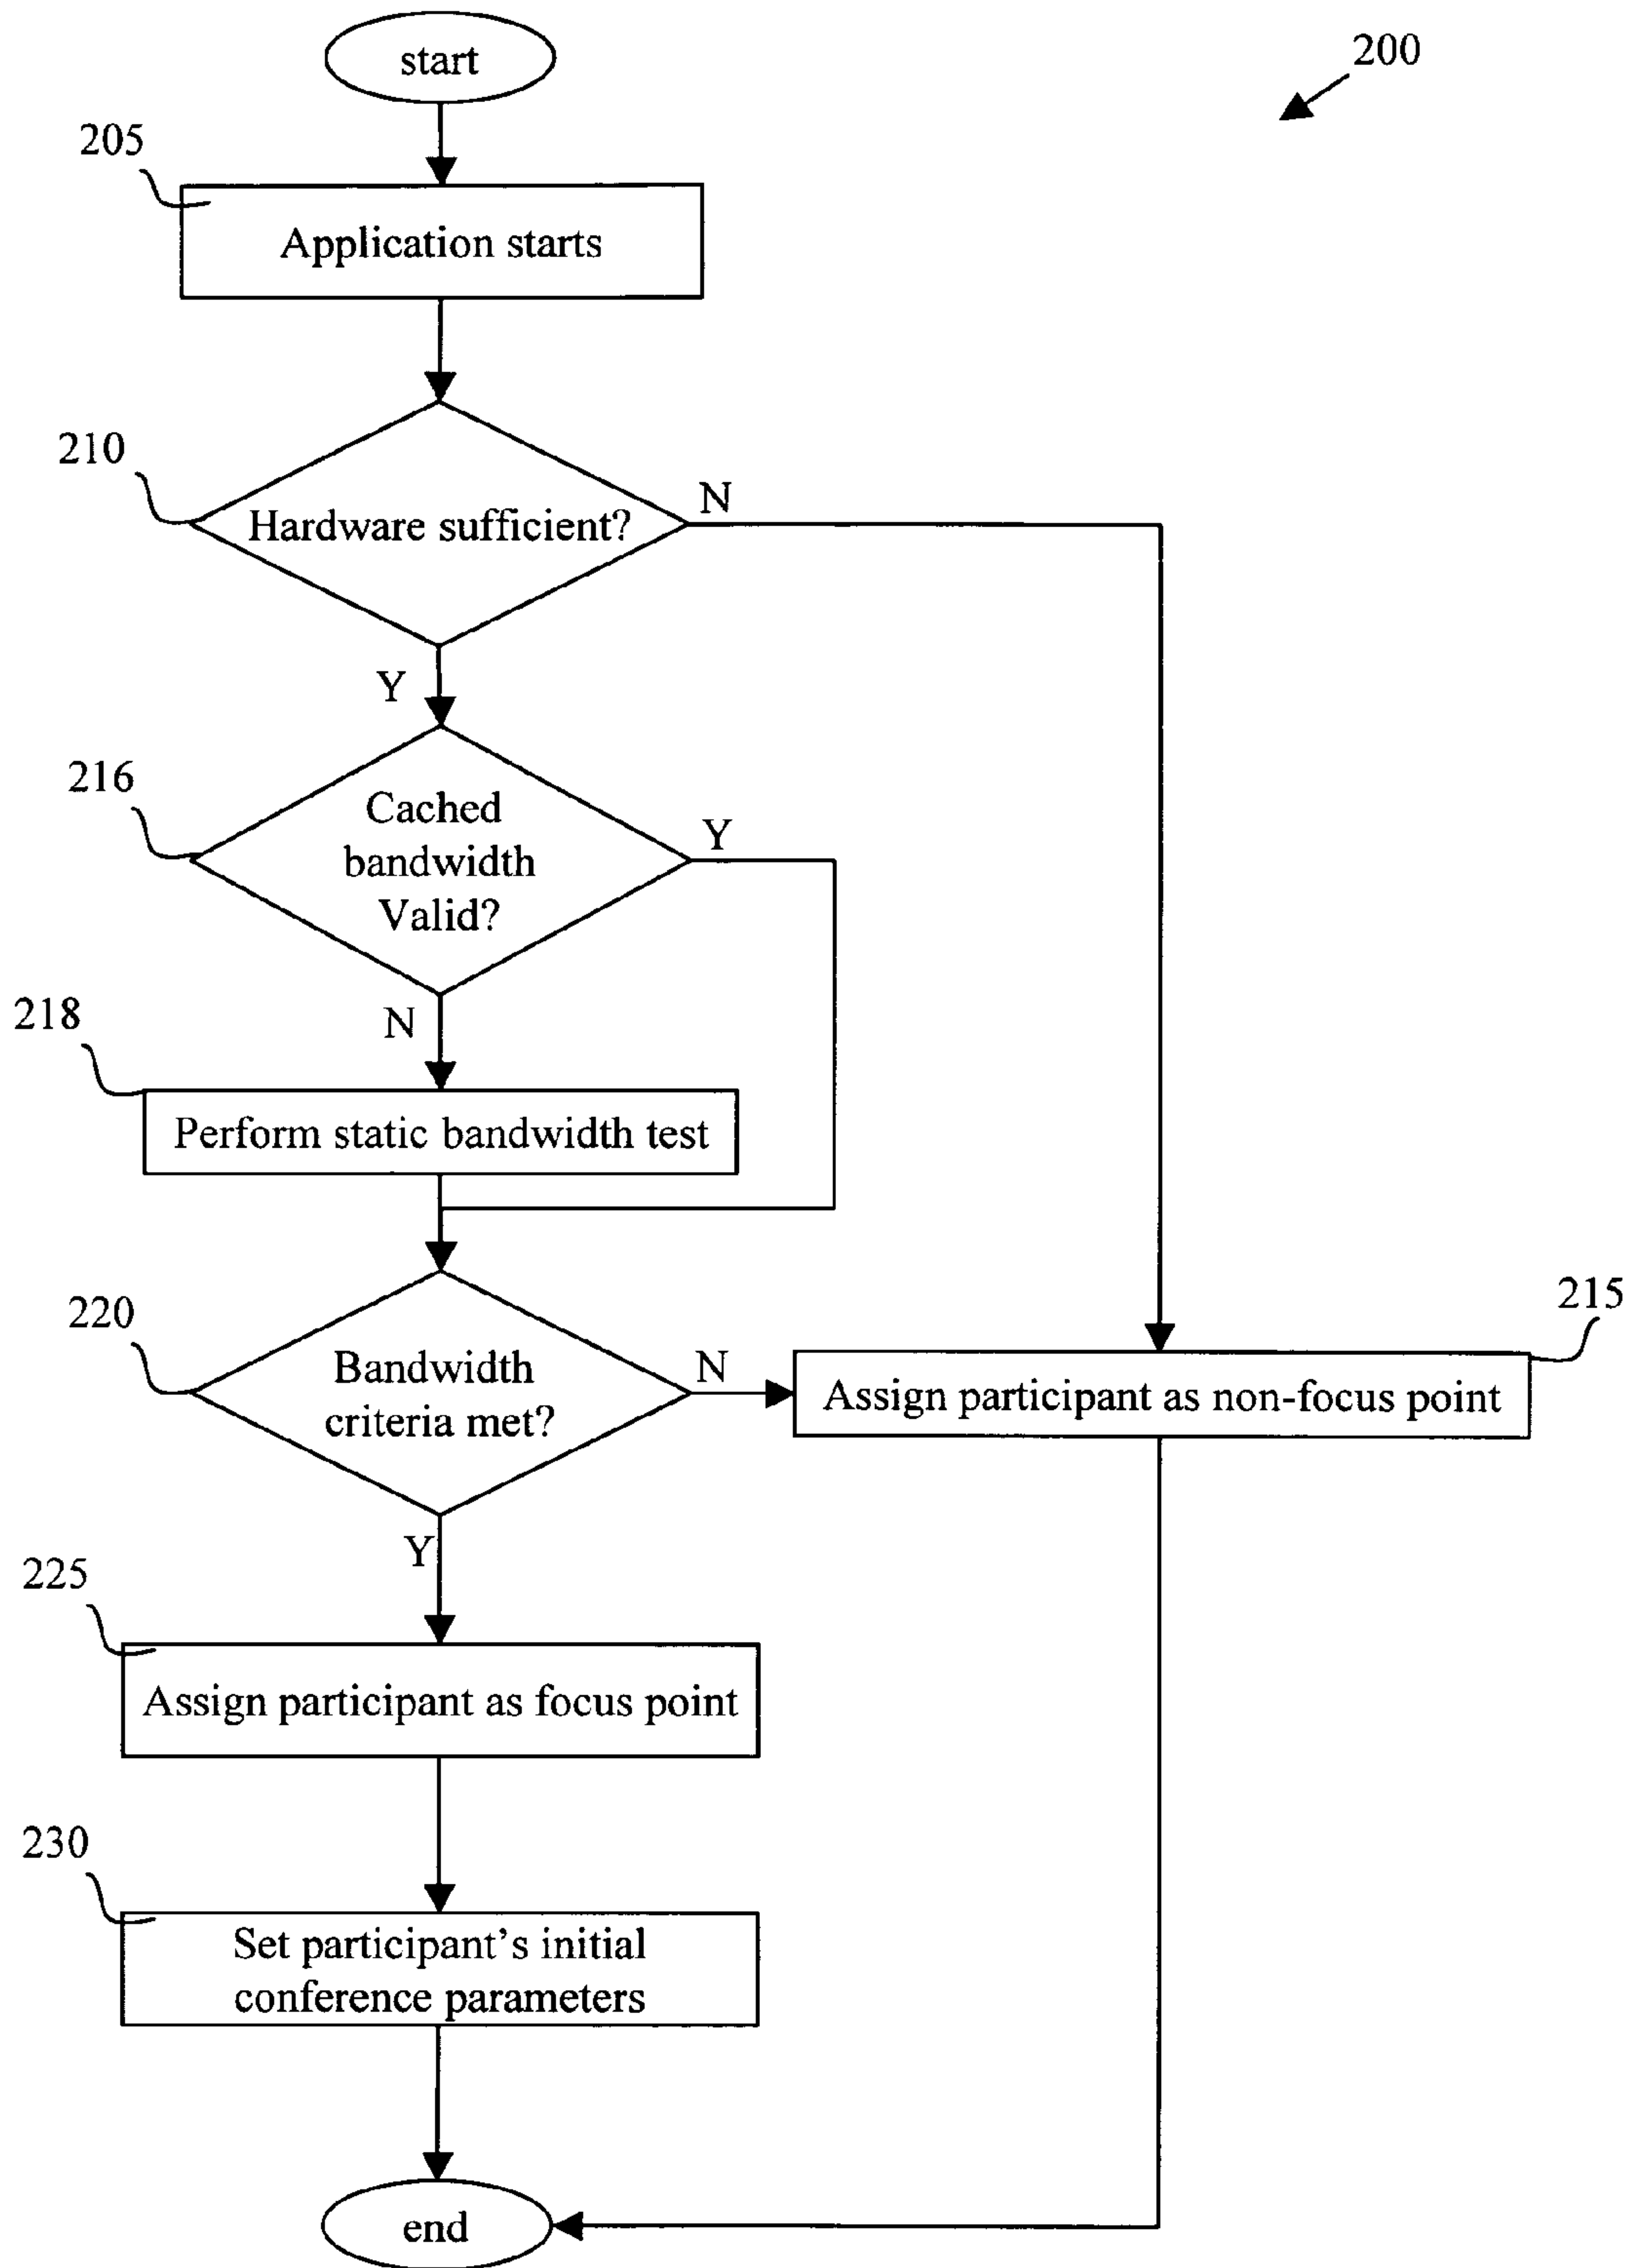 start
200
205
Application starts
210
Hardware sufficient?
N
Y
216
Cached
bandwidth
Valid?
Y
N
218
Perform static bandwidth test
220
Bandwidth
criteria met?
N
215
Assign participant as non-focus point
Y
225
Assign participant as focus point
230
Set participant's initial
conference parameters
end